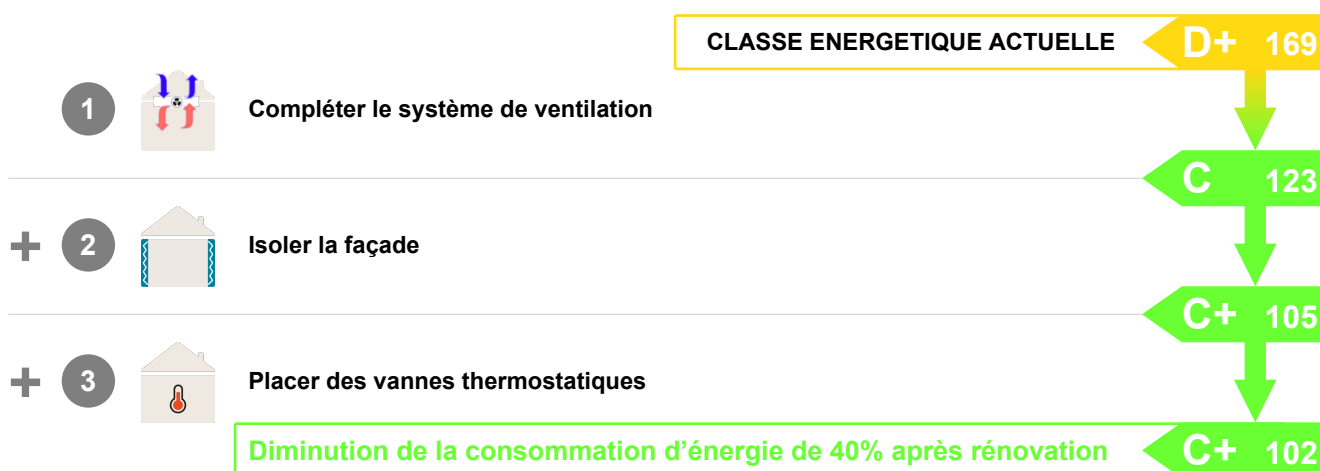 CLASSE ENERGETIQUE ACTUELLE D+ 169
1 Compléter le système de ventilation
C 123
+ 2 Isoler la façade
C+ 105
+ 3 Placer des vannes thermostatiques
Diminution de la consommation d’énergie de 40% après rénovation C+ 102